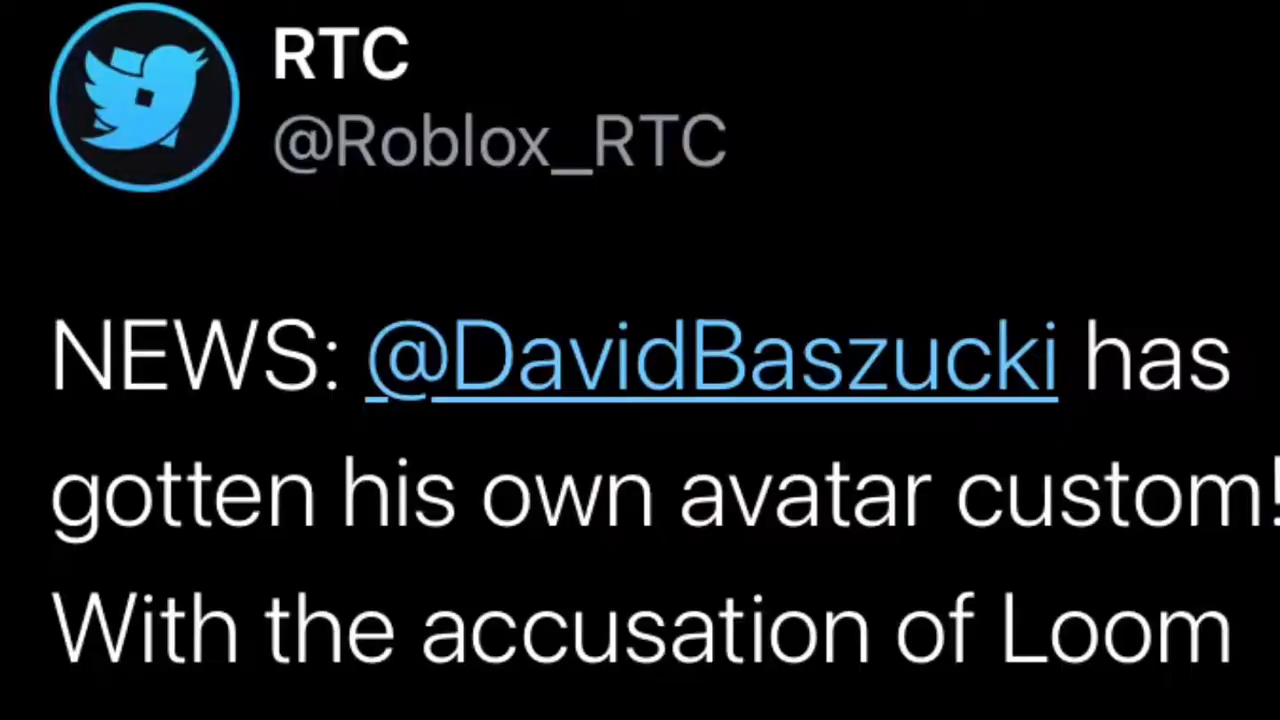 RTC
@Roblox_RTC
NEWS: @DavidBaszucki has
gotten his own avatar custom!
With the accusation of Loom